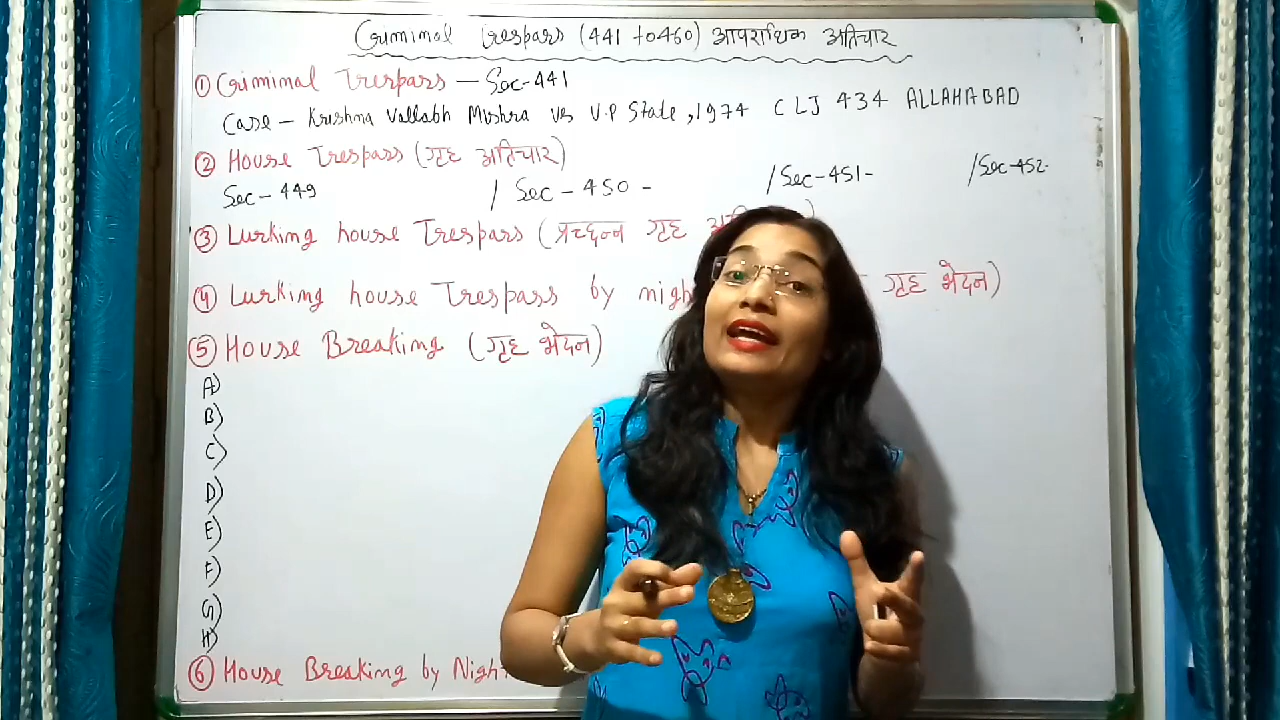 Criminal Trespass (441 to 460) आपराधिक अतिचार
① Criminal Trespass – Sec-441
Case – Krishna Vallabh Mishra vs U.P State, 1974 CLJ 434 ALLAHABAD
② House Trespass (गृह अतिचार)
Sec-449 / Sec-450 - / Sec-451- / Sec-452-
③ Lurking house Trespass (प्रच्छन्न गृह
④ Lurking house Trespass by गृह भेदन)
⑤ House Breaking (गृह भेदन)
A)
B)
C)
D)
E)
F)
G)
H)
⑥ House Breaking by Night